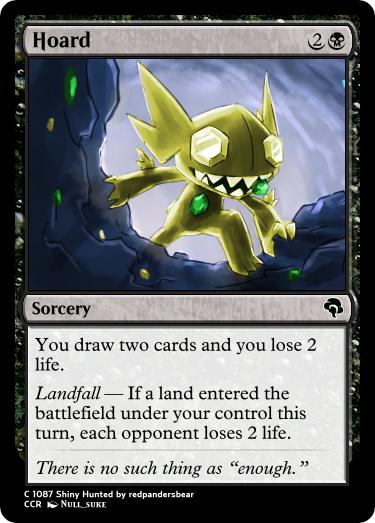 Hoard 2
Sorcery
You draw two cards and you lose 2
life.
Landfall — If a land entered the
battlefield under your control this
turn, each opponent loses 2 life.
There is no such thing as “enough.”
C 1087 Shiny Hunted by redpandersbear
CCR Null_suke